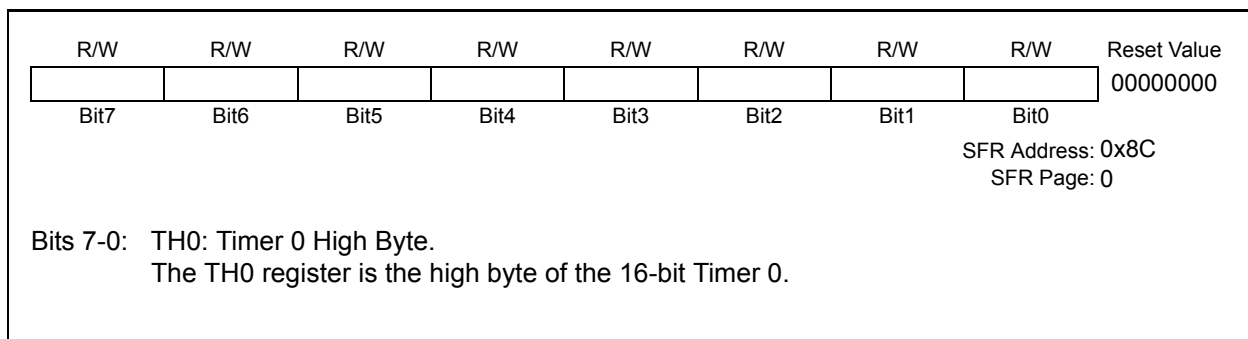 R/W R/W R/W R/W R/W R/W R/W R/W Reset Value
00000000
Bit7 Bit6 Bit5 Bit4 Bit3 Bit2 Bit1 Bit0
SFR Address: 0x8C
SFR Page: 0
Bits 7-0: TH0: Timer 0 High Byte.
The TH0 register is the high byte of the 16-bit Timer 0.